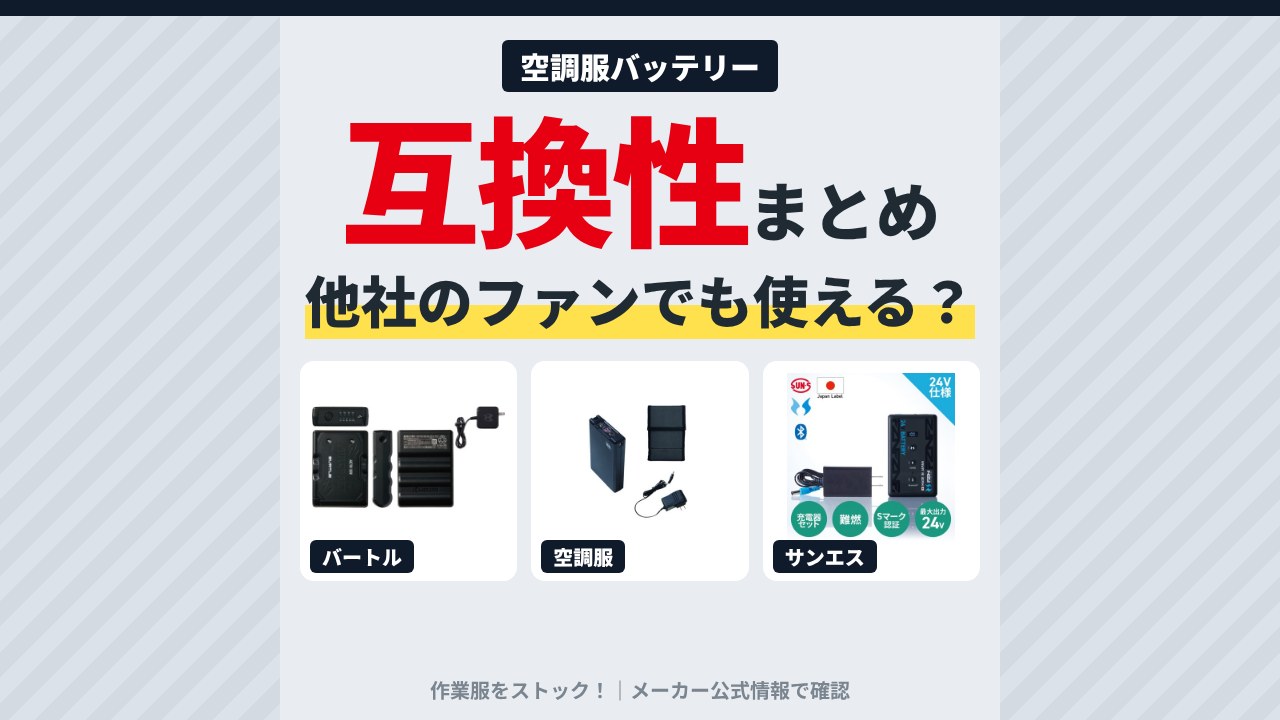 空調服バッテリー
互換性まとめ
他社のファンでも使える？
SUN-S
Japan Label
24V
仕様
充電器
セット
難燃
Sマーク
認証
最大出力
24V
バートル
空調服
サンエス
作業服をストック！｜メーカー公式情報で確認